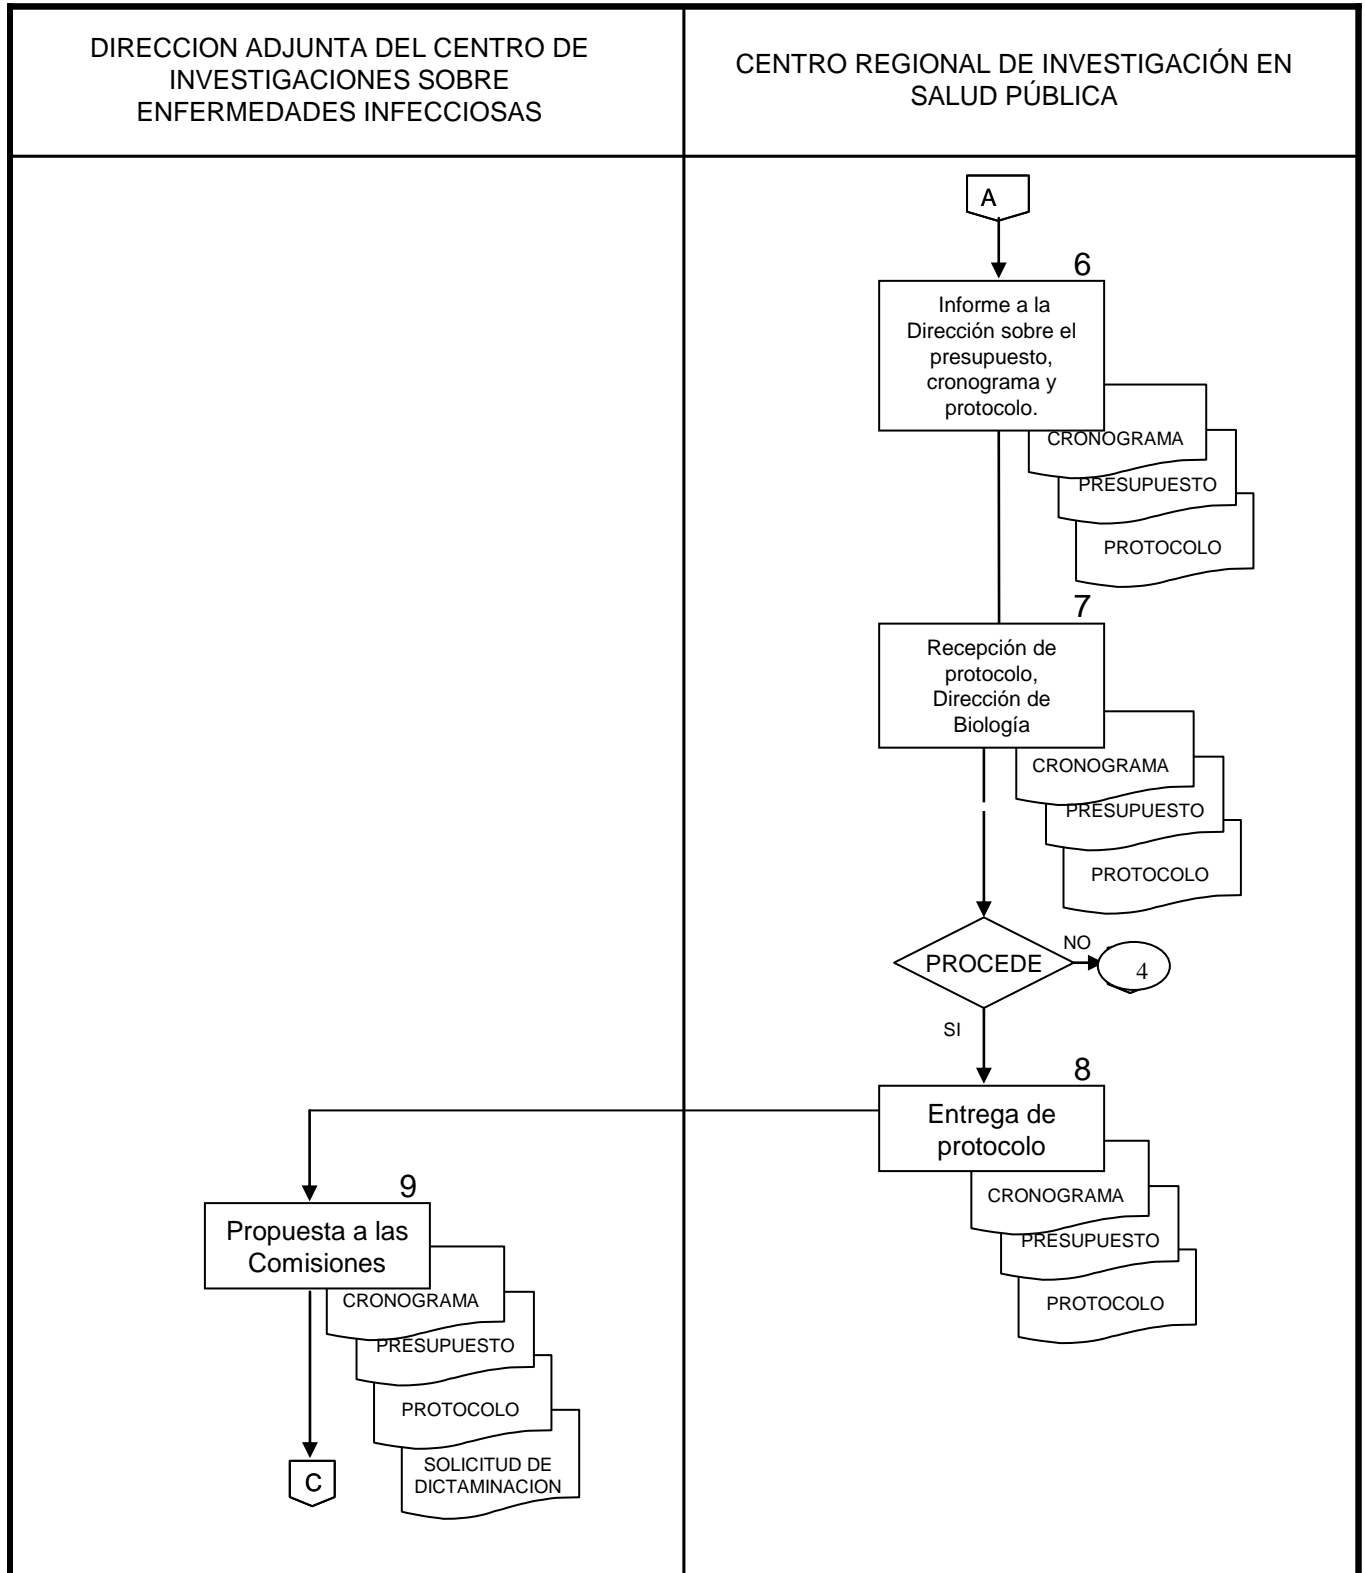 DIRECCION ADJUNTA DEL CENTRO DE
INVESTIGACIONES SOBRE
ENFERMEDADES INFECCIOSAS
CENTRO REGIONAL DE INVESTIGACIÓN EN
SALUD PÚBLICA
A
6
Informe a la
Dirección sobre el
presupuesto,
cronograma y
protocolo.
CRONOGRAMA
PRESUPUESTO
PROTOCOLO
7
Recepción de
protocolo,
Dirección de
Biología
CRONOGRAMA
PRESUPUESTO
PROTOCOLO
PROCEDE
NO
4
SI
8
Entrega de
protocolo
CRONOGRAMA
PRESUPUESTO
PROTOCOLO
9
Propuesta a las
Comisiones
CRONOGRAMA
PRESUPUESTO
PROTOCOLO
SOLICITUD DE
DICTAMINACION
C